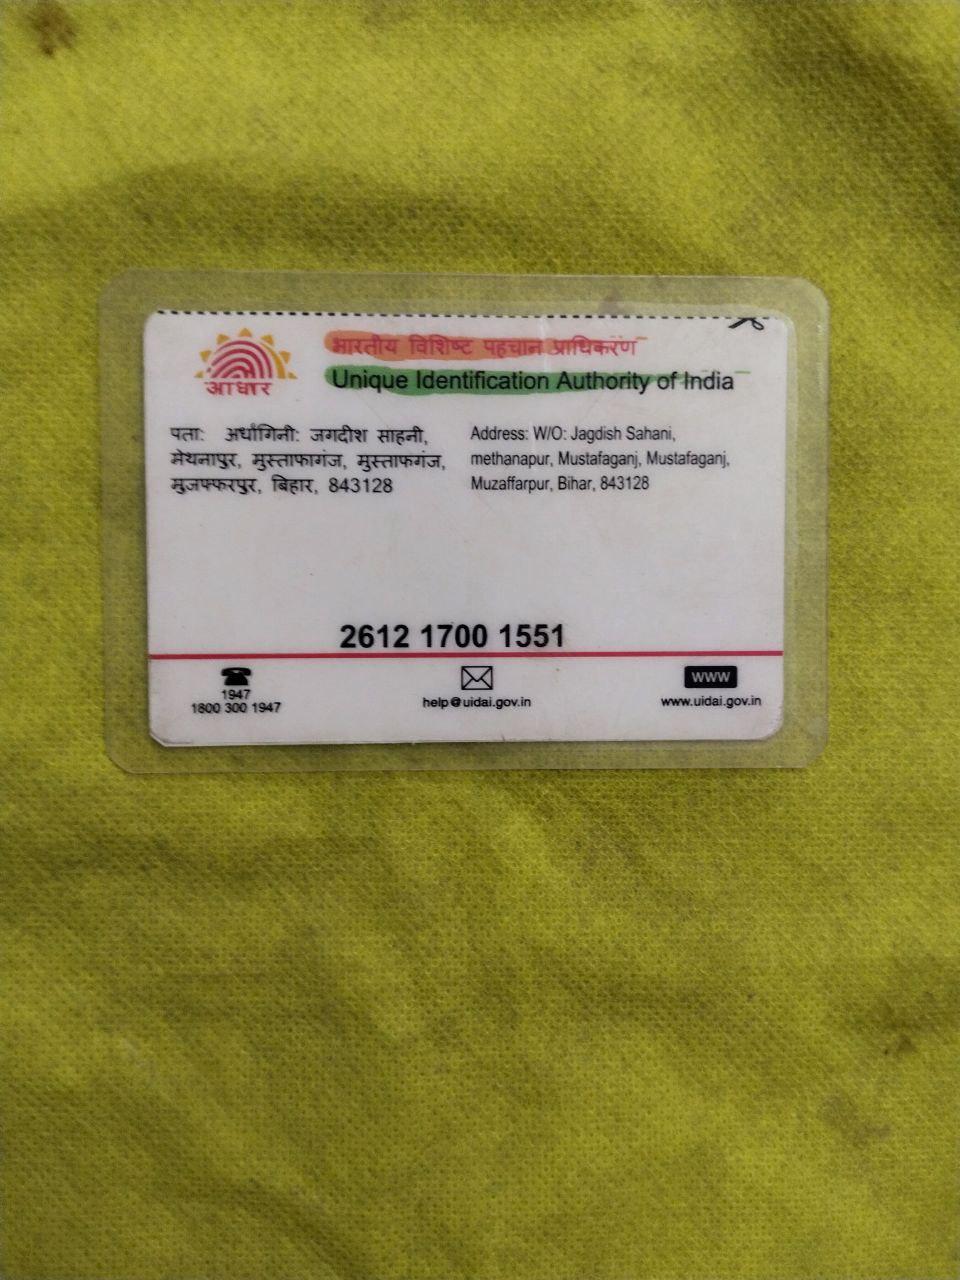 आधार
भारतीय विशिष्ट पहचान प्राधिकरण
Unique Identification Authority of India
पता: अर्धांगिनी: जगदीश साहनी,
मेथनापुर, मुस्ताफागंज, मुस्ताफगंज,
मुजफ्फरपुर, बिहार, 843128
Address: W/O: Jagdish Sahani,
methanapur, Mustafaganj, Mustafaganj,
Muzaffarpur, Bihar, 843128
2612 1700 1551
1947
1800 300 1947
help@uidai.gov.in
www
www.uidai.gov.in